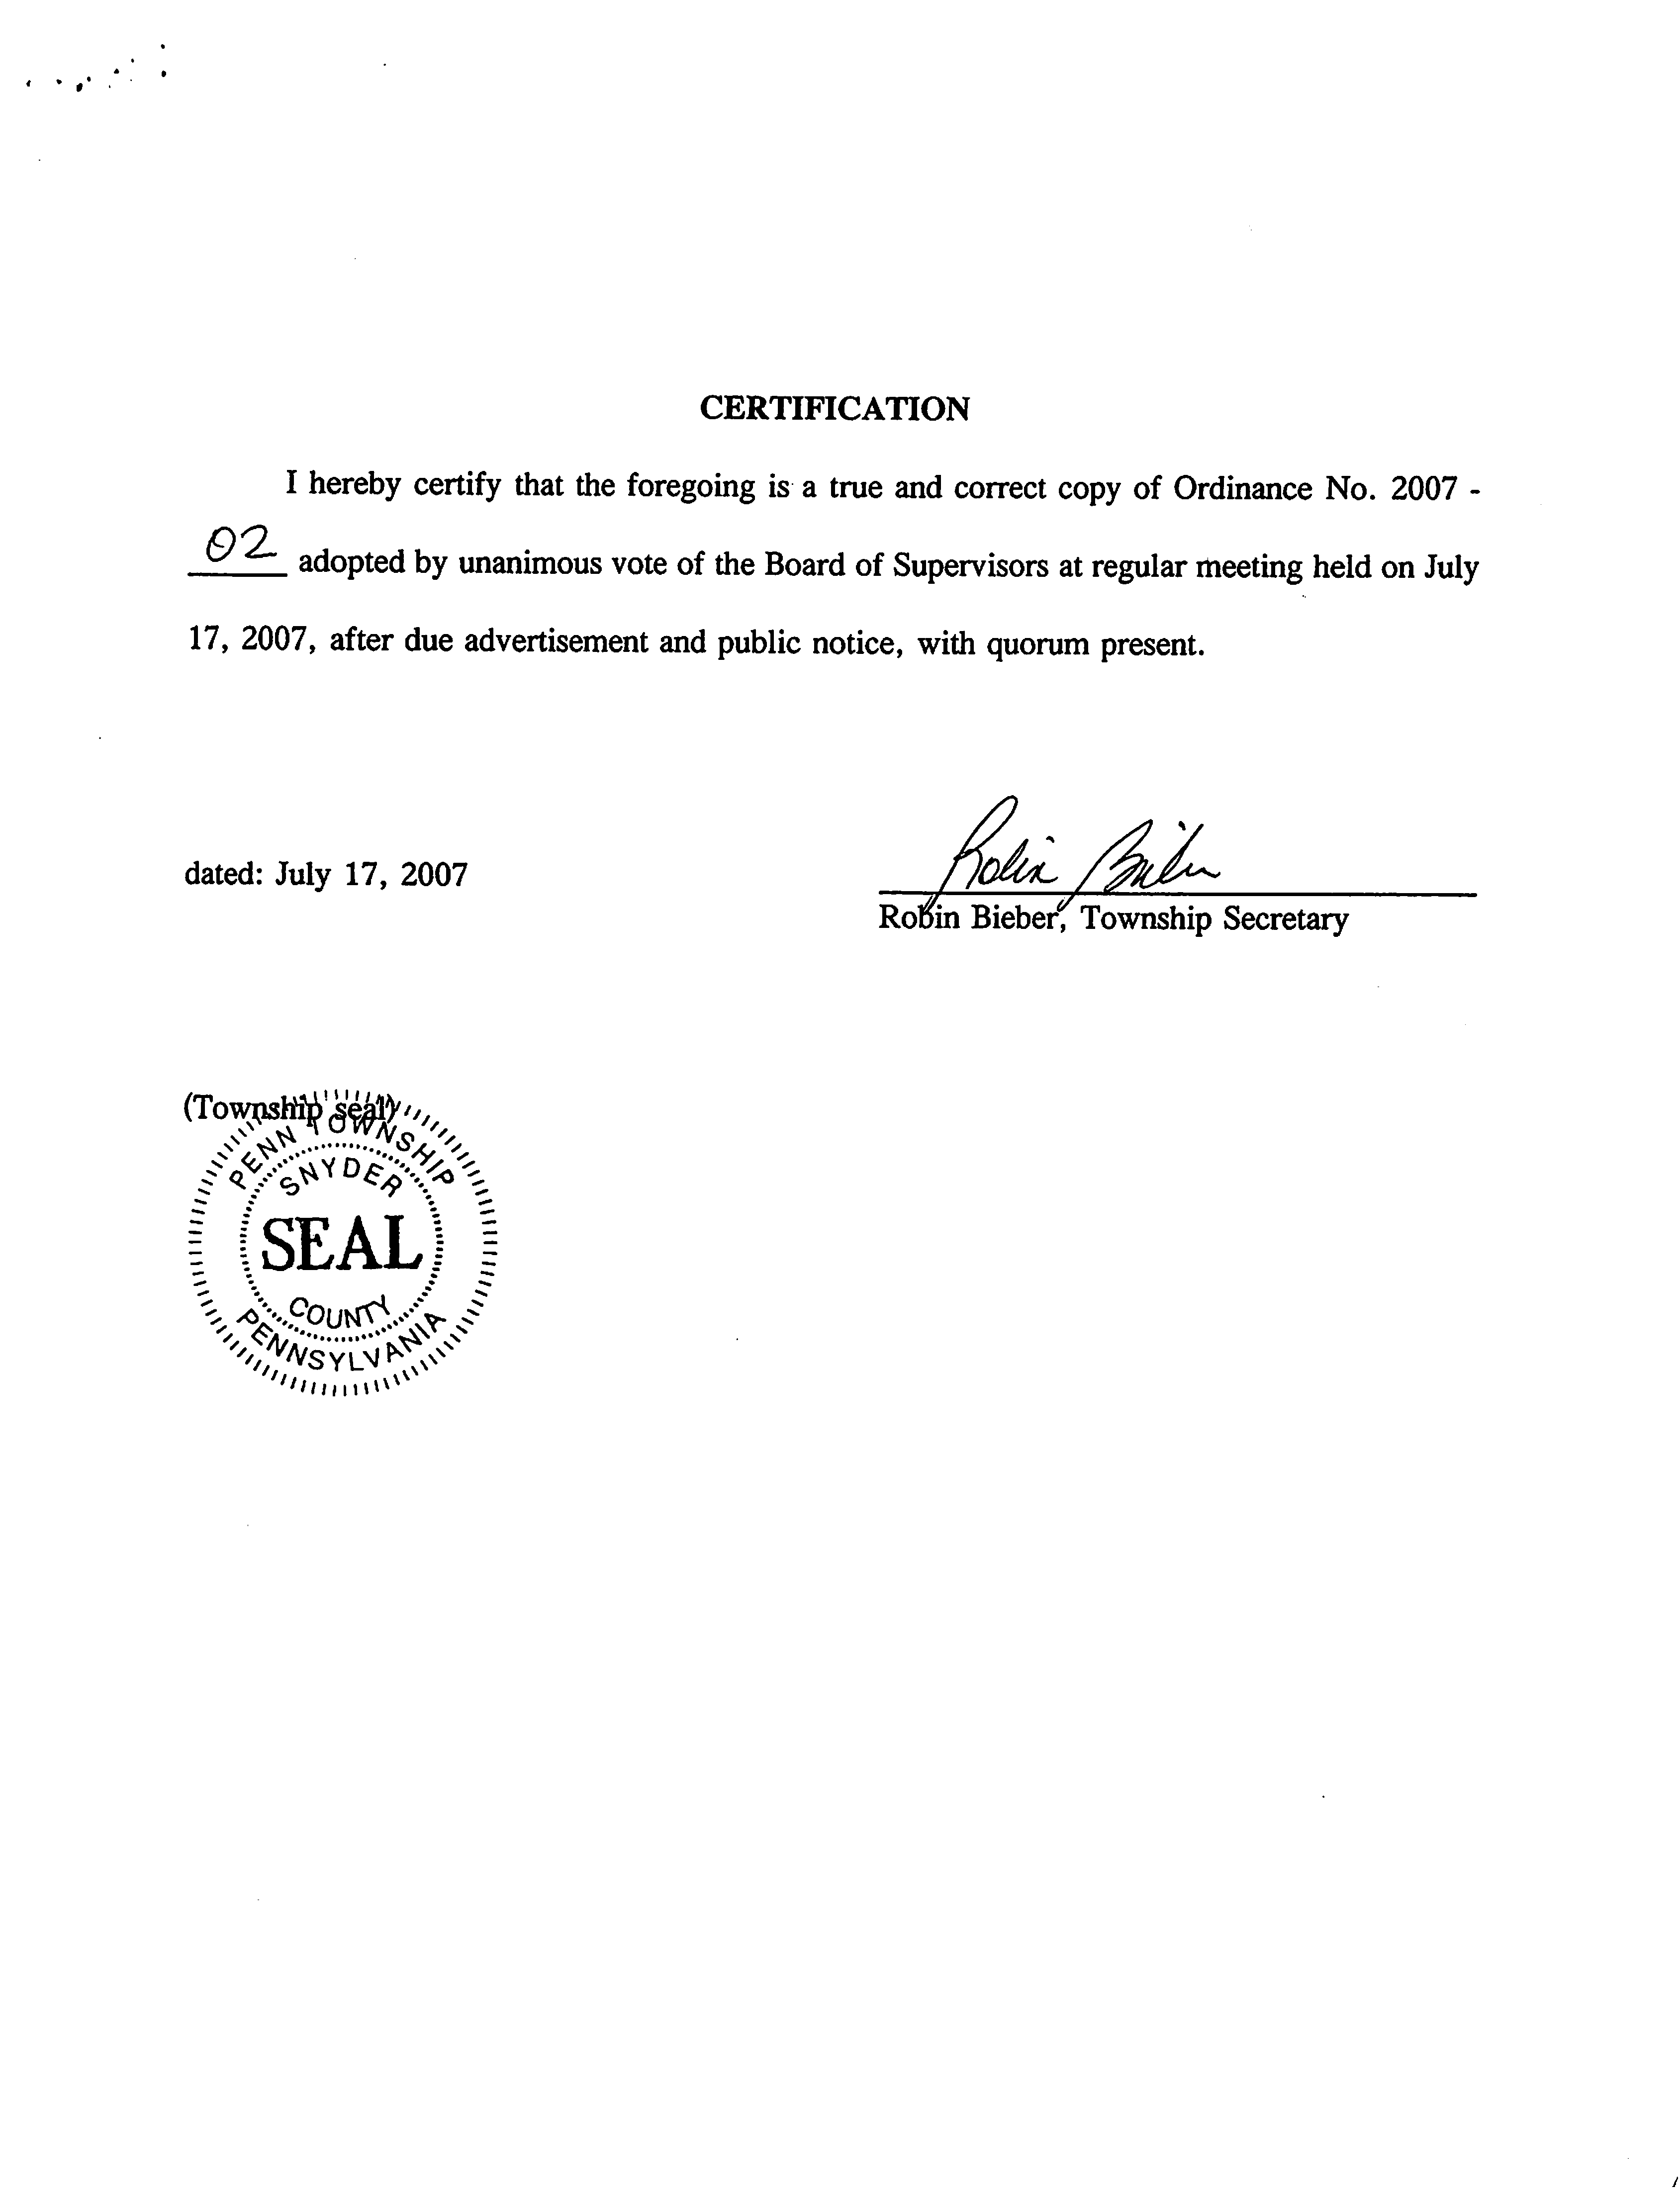 CERTIFICATION
I hereby certify that the foregoing is a true and correct copy of Ordinance No. 2007 -
02 adopted by unanimous vote of the Board of Supervisors at regular meeting held on July
17, 2007, after due advertisement and public notice, with quorum present.
dated: July 17, 2007
Robin Bieber
Robin Bieber, Township Secretary
(Township seal)
PENN TOWNSHIP
SNYDER
SEAL
COUNTY
PENNSYLVANIA